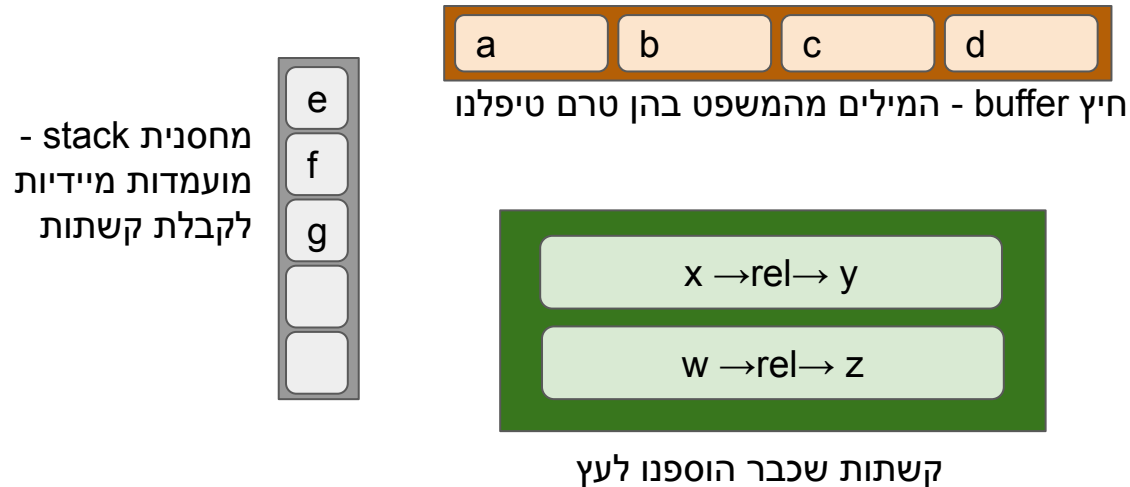 a b c d
חיץ buffer - המילים מהמשפט בהן טרם טיפלנו
e
f
g
מחסנית stack -
מועמדות מיידיות
לקבלת קשתות
x →rel→ y
w →rel→ z
קשתות שכבר הוספנו לעץ